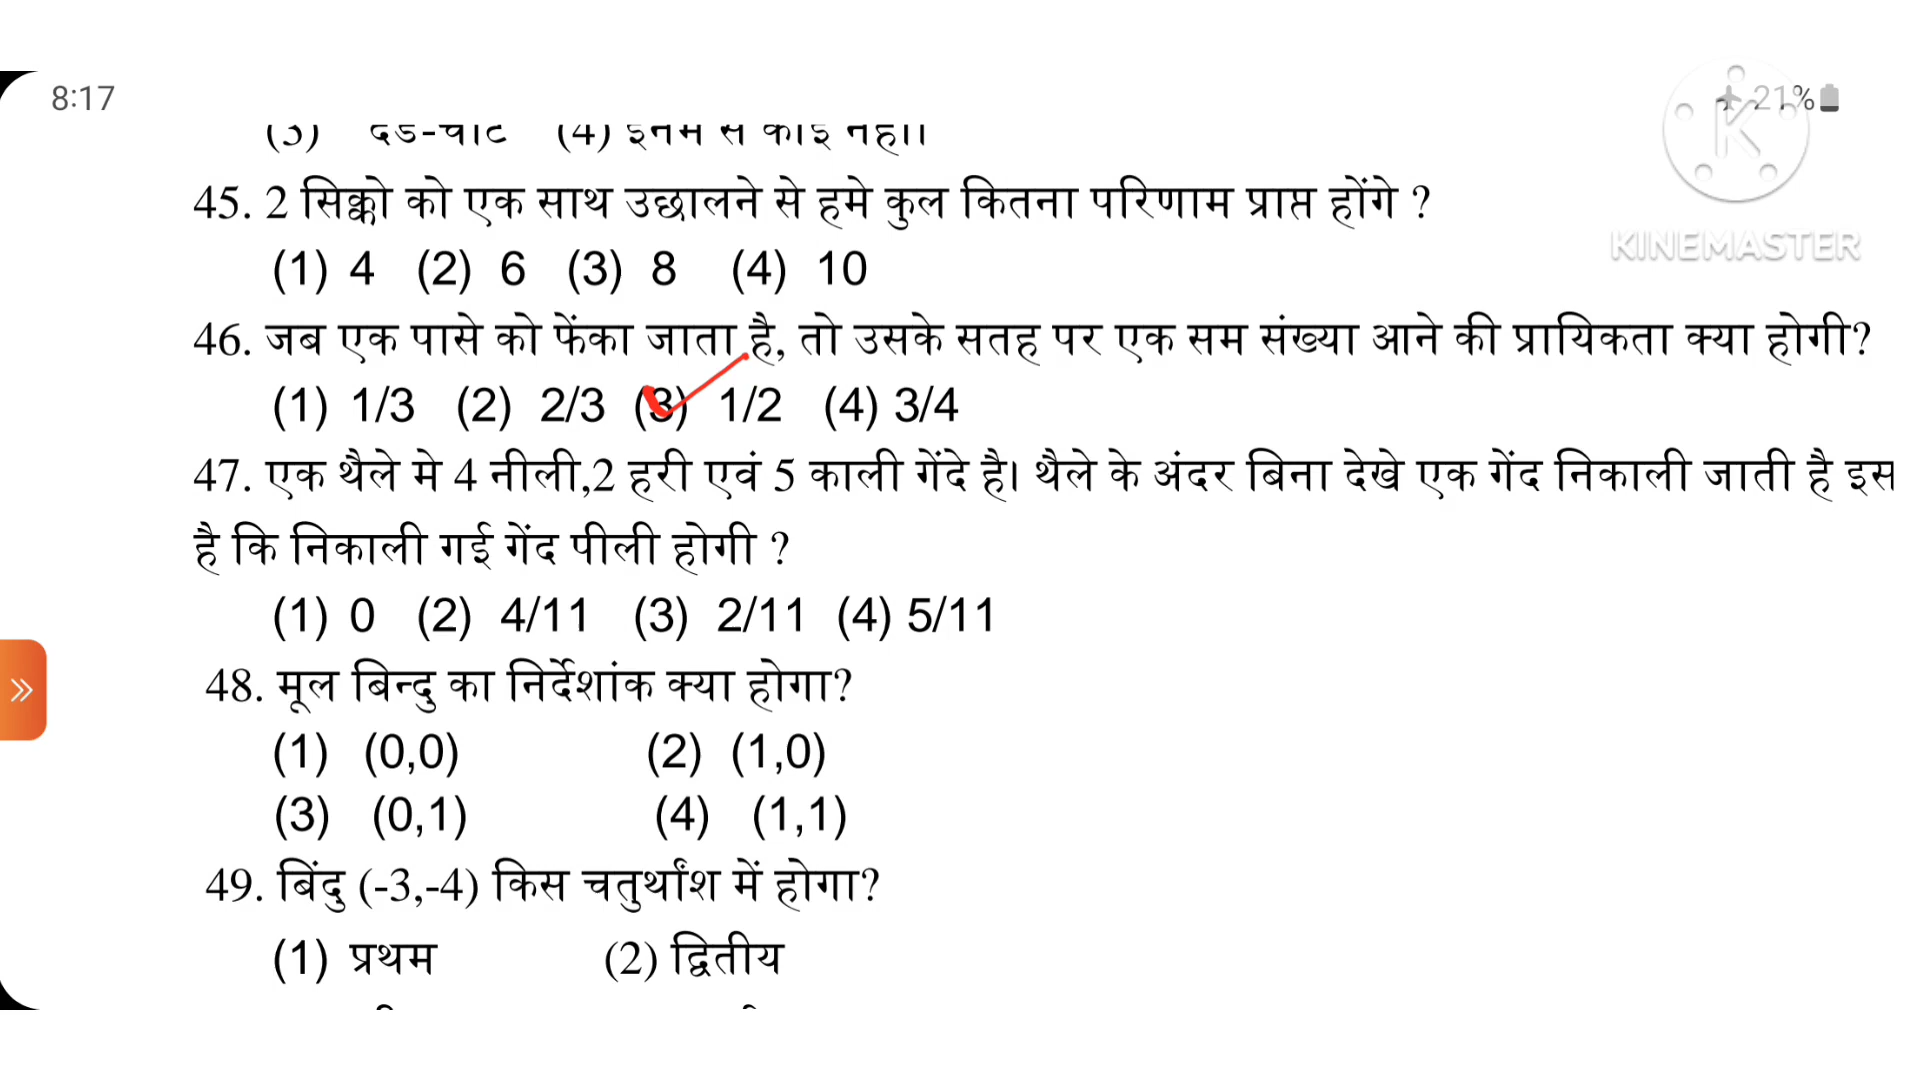 8:17
21%
(3) दंड-चार्ट (4) इनमें से कोई नहीं।
KINEMASTER
45. 2 सिक्को को एक साथ उछालने से हमे कुल कितना परिणाम प्राप्त होंगे ?
(1) 4 (2) 6 (3) 8 (4) 10
46. जब एक पासे को फेंका जाता है, तो उसके सतह पर एक सम संख्या आने की प्रायिकता क्या होगी?
(1) 1/3 (2) 2/3 (3) 1/2 (4) 3/4
47. एक थैले मे 4 नीली,2 हरी एवं 5 काली गेंदे है। थैले के अंदर बिना देखे एक गेंद निकाली जाती है इस
है कि निकाली गई गेंद पीली होगी ?
(1) 0 (2) 4/11 (3) 2/11 (4) 5/11
48. मूल बिन्दु का निर्देशांक क्या होगा?
(1) (0,0) (2) (1,0)
(3) (0,1) (4) (1,1)
49. बिंदु (-3,-4) किस चतुर्थांश में होगा?
(1) प्रथम (2) द्वितीय